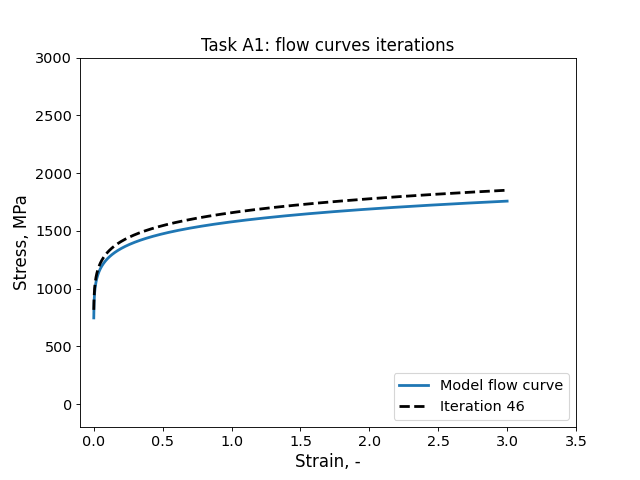 Task A1: flow curves iterations
3000
2500
2000
1500
1000
500
0
Stress, MPa
Model flow curve
Iteration 46
0.0 0.5 1.0 1.5 2.0 2.5 3.0 3.5
Strain, -